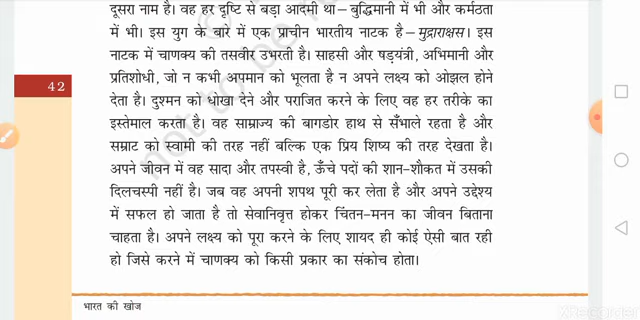 दूसरा नाम है। वह हर दृष्टि से बड़ा आदमी था– बुद्धिमानी में भी और कर्मठता
में भी। इस युग के बारे में एक प्राचीन भारतीय नाटक है– मुद्राराक्षस। इस
नाटक में चाणक्य की तसवीर उभरती है। साहसी और षड्यंत्री, अभिमानी और
प्रतिशोधी, जो न कभी अपमान को भूलता है न अपने लक्ष्य को ओझल होने
42
देता है। दुश्मन को धोखा देने और पराजित करने के लिए वह हर तरीके का
इस्तेमाल करता है। वह साम्राज्य की बागडोर हाथ से सँभाले रहता है और
सम्राट को स्वामी की तरह नहीं बल्कि एक प्रिय शिष्य की तरह देखता है।
अपने जीवन में वह सादा और तपस्वी है, ऊँचे पदों की शान-शौकत में उसकी
दिलचस्पी नहीं है। जब वह अपनी शपथ पूरी कर लेता है और अपने उद्देश्य
में सफल हो जाता है तो सेवानिवृत्त होकर चिंतन-मनन का जीवन बिताना
चाहता है। अपने लक्ष्य को पूरा करने के लिए शायद ही कोई ऐसी बात रही
हो जिसे करने में चाणक्य को किसी प्रकार का संकोच होता।
भारत की खोज
not to be